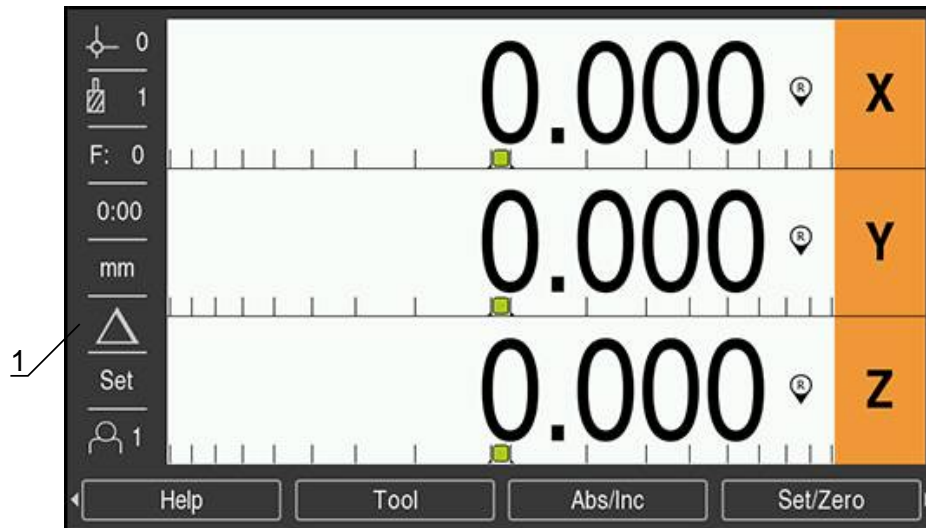 0
1
F: 0
0:00
mm
Set
1
0.000 R X
0.000 R Y
0.000 R Z
1
Help Tool Abs/Inc Set/Zero